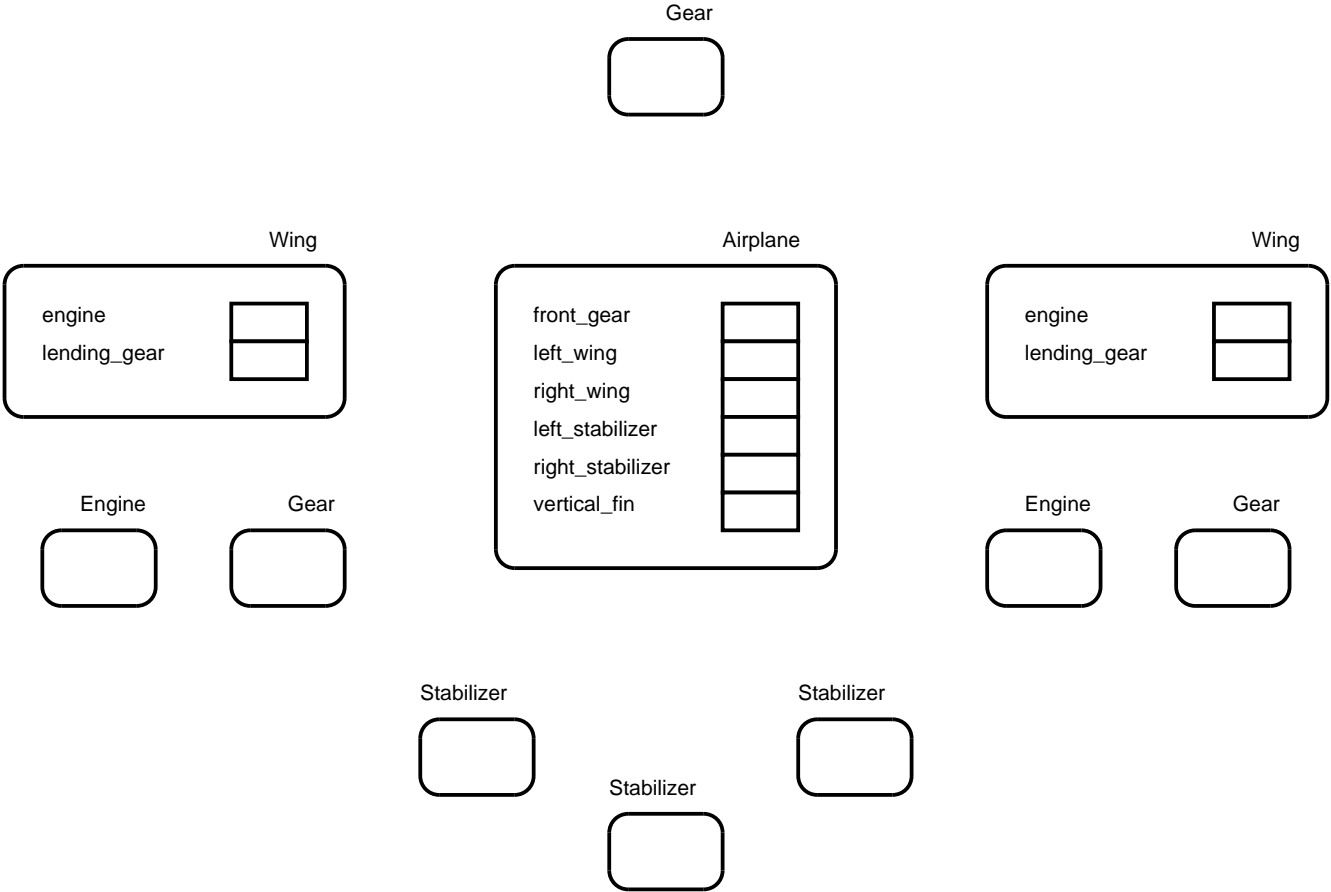 Gear
Wing
Airplane
Wing
engine
lending_gear
front_gear
left_wing
right_wing
left_stabilizer
right_stabilizer
vertical_fin
engine
lending_gear
Engine
Gear
Engine
Gear
Stabilizer
Stabilizer
Stabilizer